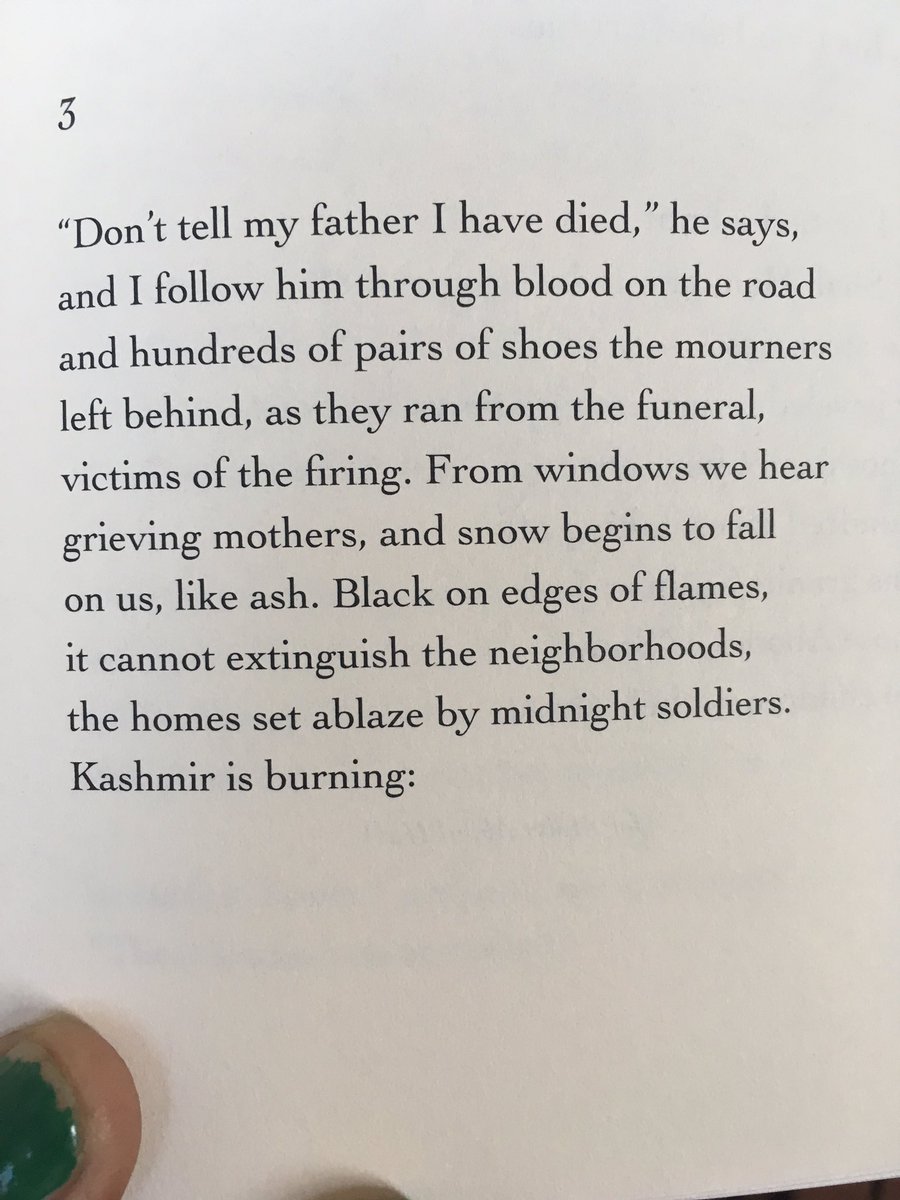 3
“Don’t tell my father I have died,” he says,
and I follow him through blood on the road
and hundreds of pairs of shoes the mourners
left behind, as they ran from the funeral,
victims of the firing. From windows we hear
grieving mothers, and snow begins to fall
on us, like ash. Black on edges of flames,
it cannot extinguish the neighborhoods,
the homes set ablaze by midnight soldiers.
Kashmir is burning: